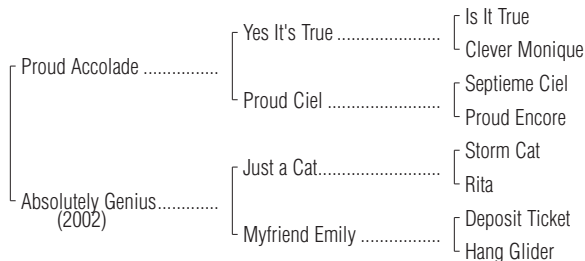 Is It True
Yes It's True ...................
Clever Monique
Proud Accolade ..............
Septieme Ciel
Proud Ciel .....................
Proud Encore
Storm Cat
Just a Cat.....................
Rita
Absolutely Genius...........
(2002)
Deposit Ticket
Myfriend Emily ...............
Hang Glider